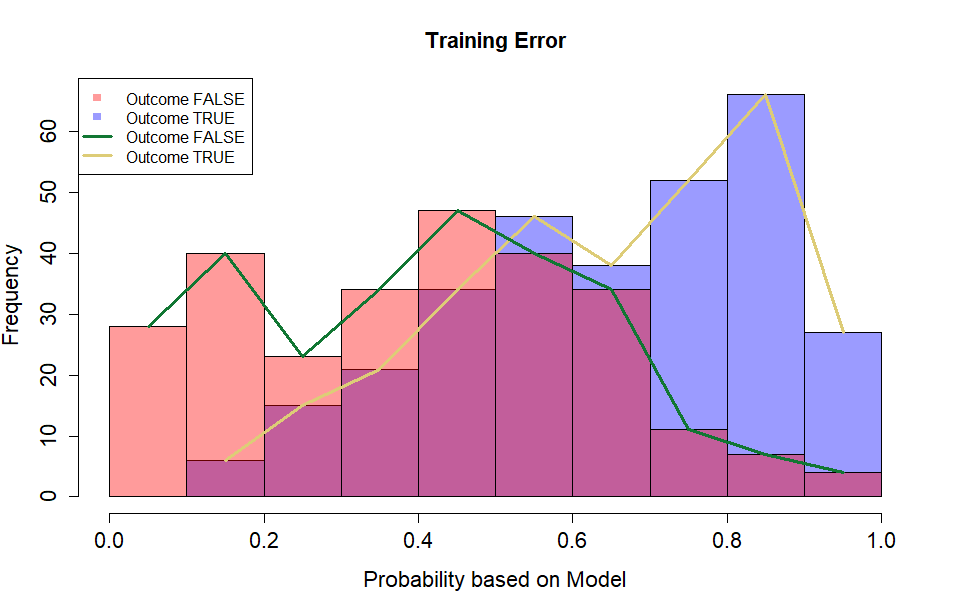 Training Error
Outcome FALSE
Outcome TRUE
Outcome FALSE
Outcome TRUE
Frequency
60
50
40
30
20
10
0
0.0 0.2 0.4 0.6 0.8 1.0
Probability based on Model